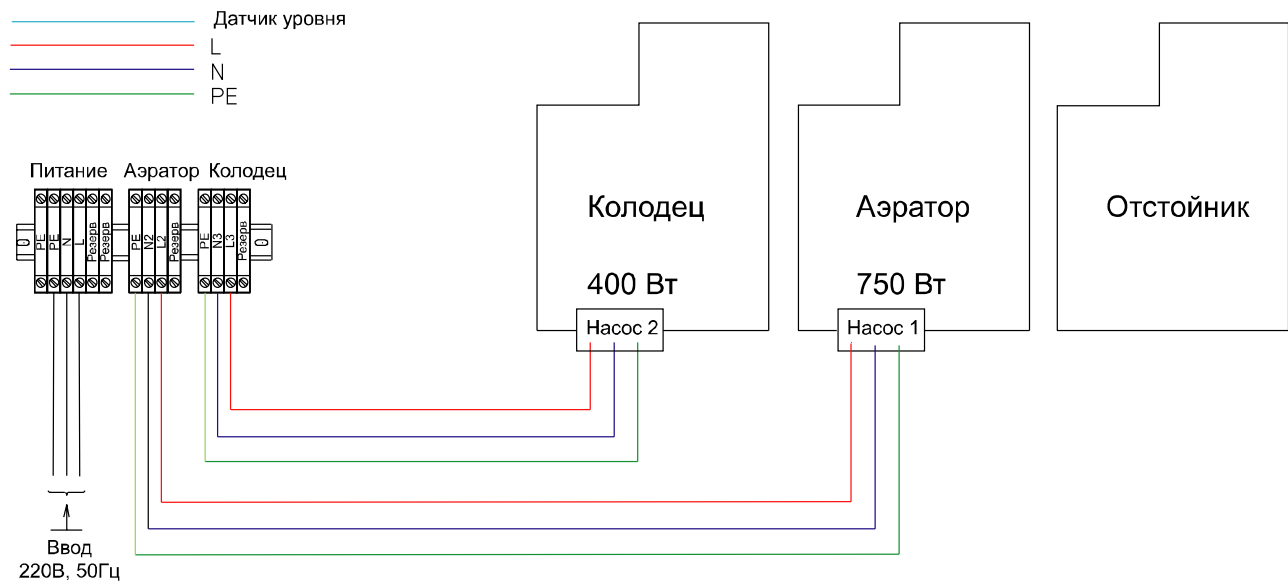 Датчик уровня
L
N
PE
Питание Аэратор Колодец
PE PE N L Резерв Резерв PE N2 L2 Резерв PE N3 L3 Резерв
Колодец Аэратор Отстойник
400 Вт 750 Вт
Насос 2 Насос 1
Ввод
220В, 50Гц